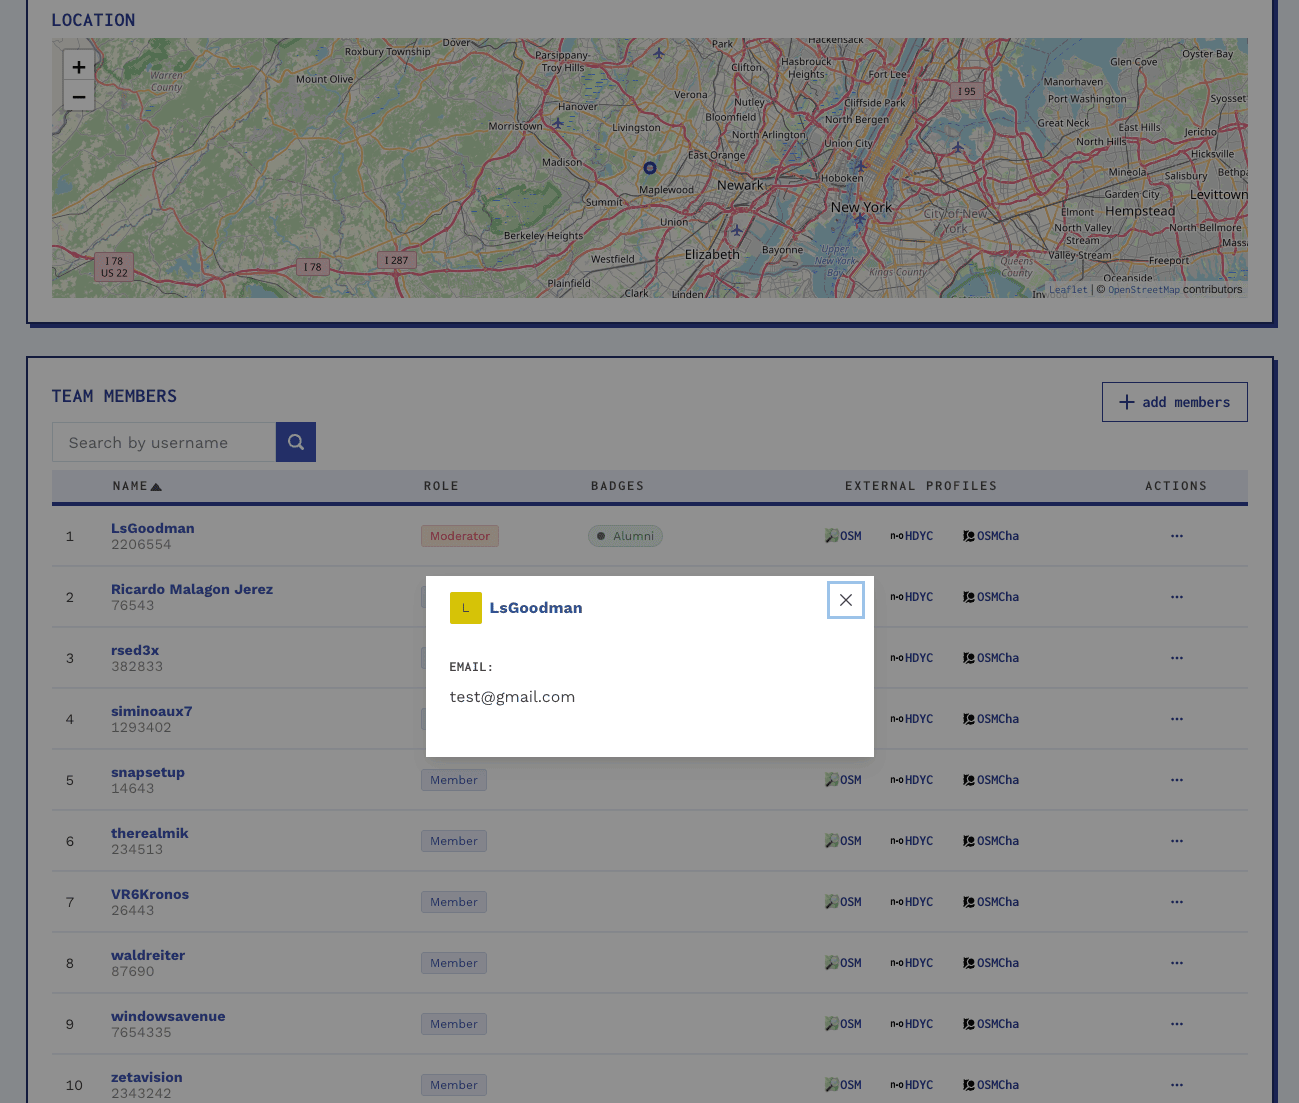 LOCATION
+
−
Warren County
Roxbury Township
Dover
Mount Olive
Parsippany-Troy Hills
Hanover
Morristown
Madison
Livingston
Verona
Park
Clifton
Nutley
Bloomfield
North Arlington
East Orange
Maplewood
Newark
Summit
Union
Berkeley Heights
Westfield
Elizabeth
Plainfield
Clark
Linden
Bayonne
Hackensack
Hasbrouck Heights
Fort Lee
Cliffside Park
North Bergen
Union City
Hoboken
New York
City of New York
Upper New York Bay
Kings County
Queens County
I 95
I 78 US 22
I 78
I 287
Glen Cove
Oyster Bay
Manorhaven
Port Washington
Syosset
Great Neck
East Hills
Jericho
North Hills
Hicksville
Mineola
Salisbury
Bethpa
Garden City
Levittown
Elmont
Hempstead
North Valley Stream
North Bellmore
Valley Stream
Massa
Freeport
Oceanside
Leaflet | © OpenStreetMap contributors
TEAM MEMBERS
+ add members
Search by username
NAME ROLE BADGES EXTERNAL PROFILES ACTIONS
1 LsGoodman Moderator Alumni OSM HDYC OSMCha ...
2206554
2 Ricardo Malagon Jerez HDYC OSMCha ...
76543
L LsGoodman
EMAIL:
test@gmail.com
3 rsed3x HDYC OSMCha ...
382833
4 siminoaux7 HDYC OSMCha ...
1293402
5 snapsetup Member OSM HDYC OSMCha ...
14643
6 therealmik Member OSM HDYC OSMCha ...
234513
7 VR6Kronos Member OSM HDYC OSMCha ...
26443
8 waldreiter Member OSM HDYC OSMCha ...
87690
9 windowsavenue Member OSM HDYC OSMCha ...
7654335
10 zetavision Member OSM HDYC OSMCha ...
2343242